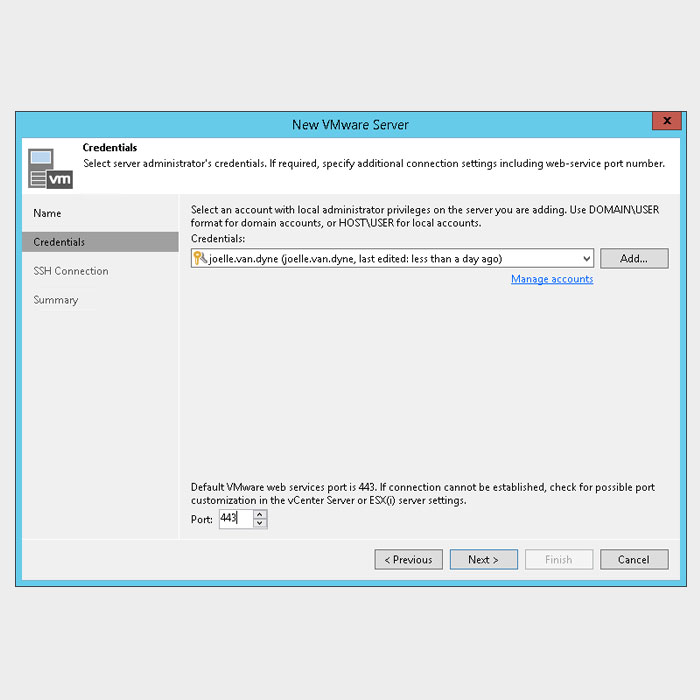 New VMware Server
x
Credentials
Select server administrator's credentials. If required, specify additional connection settings including web-service port number.
vm
Name
Credentials
SSH Connection
Summary
Select an account with local administrator privileges on the server you are adding. Use DOMAIN\USER
format for domain accounts, or HOST\USER for local accounts.
Credentials:
joelle.van.dyne (joelle.van.dyne, last edited: less than a day ago)
Add...
Manage accounts
Default VMware web services port is 443. If connection cannot be established, check for possible port
customization in the vCenter Server or ESX(i) server settings.
Port: 443
< Previous
Next >
Finish
Cancel